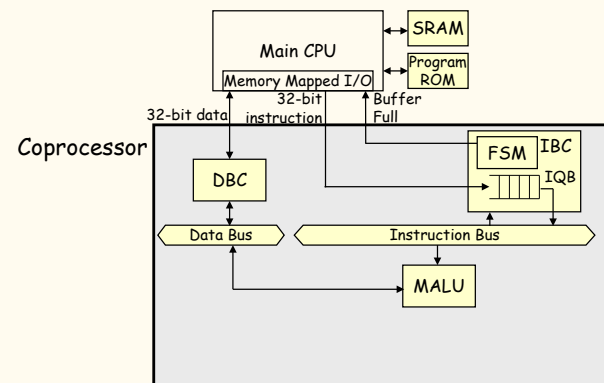 Main CPU
SRAM
Program
ROM
Memory Mapped I/O
32-bit data
32-bit
instruction
Buffer
Full
Coprocessor
DBC
FSM
IBC
IQB
Data Bus
Instruction Bus
MALU